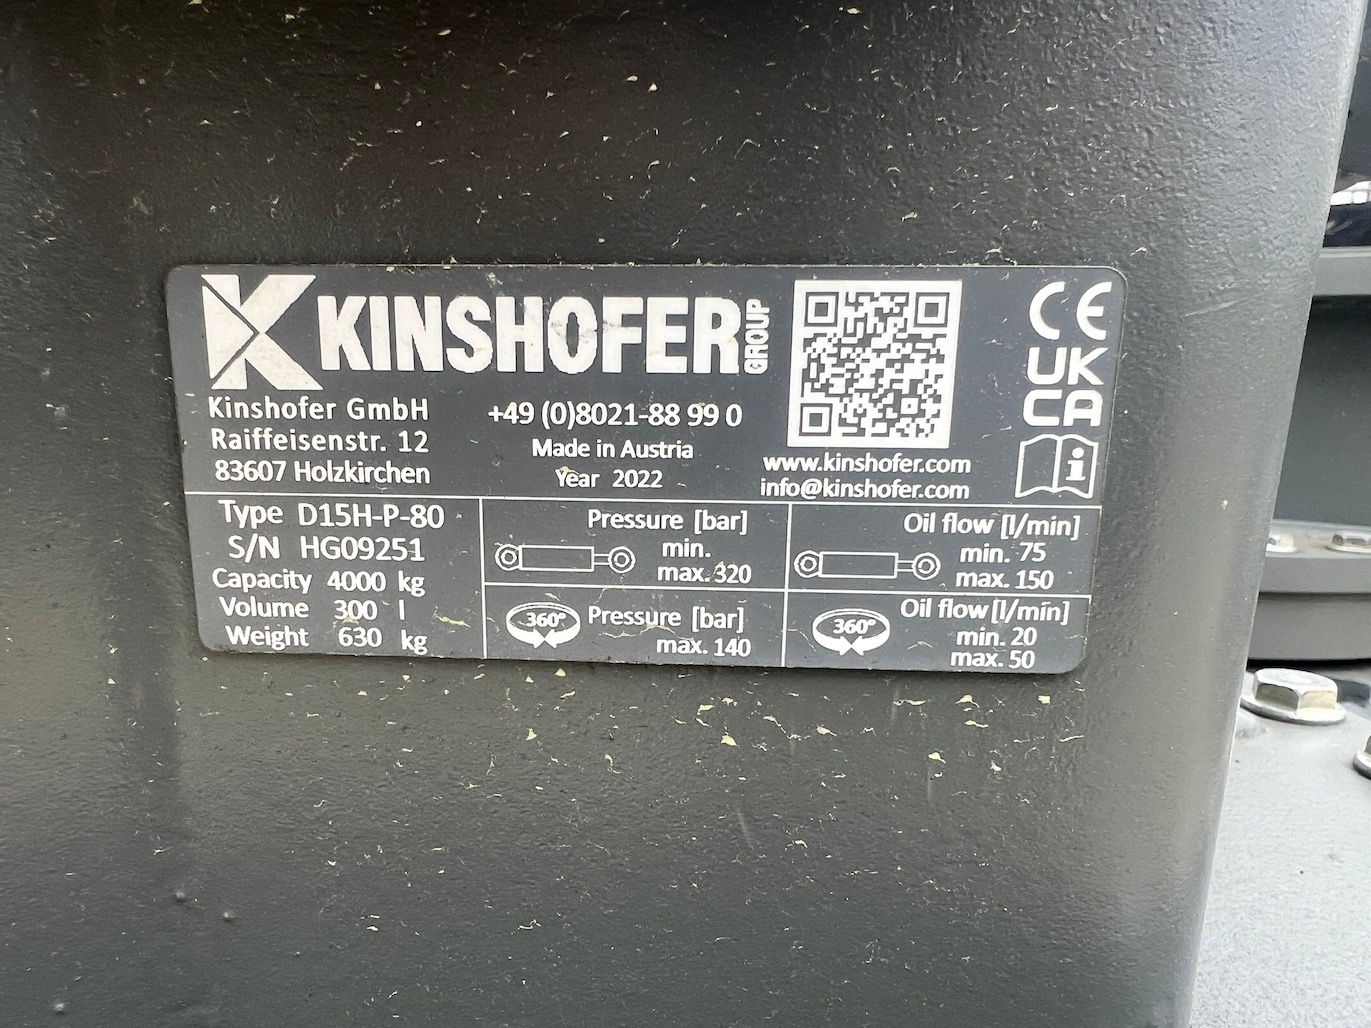 K KINSHOFER GROUP
Kinshofer GmbH
Raiffeisenstr. 12
83607 Holzkirchen
+49 (0)8021-88 99 0
Made in Austria
Year 2022
www.kinshofer.com
info@kinshofer.com
CE
UK
CA
i
Type D15H-P-80
S/N HG09251
Capacity 4000 kg
Volume 300 l
Weight 630 kg
Pressure [bar]
min.
max. 320
Oil flow [l/min]
min. 75
max. 150
360°
Pressure [bar]
max. 140
360°
Oil flow [l/min]
min. 20
max. 50